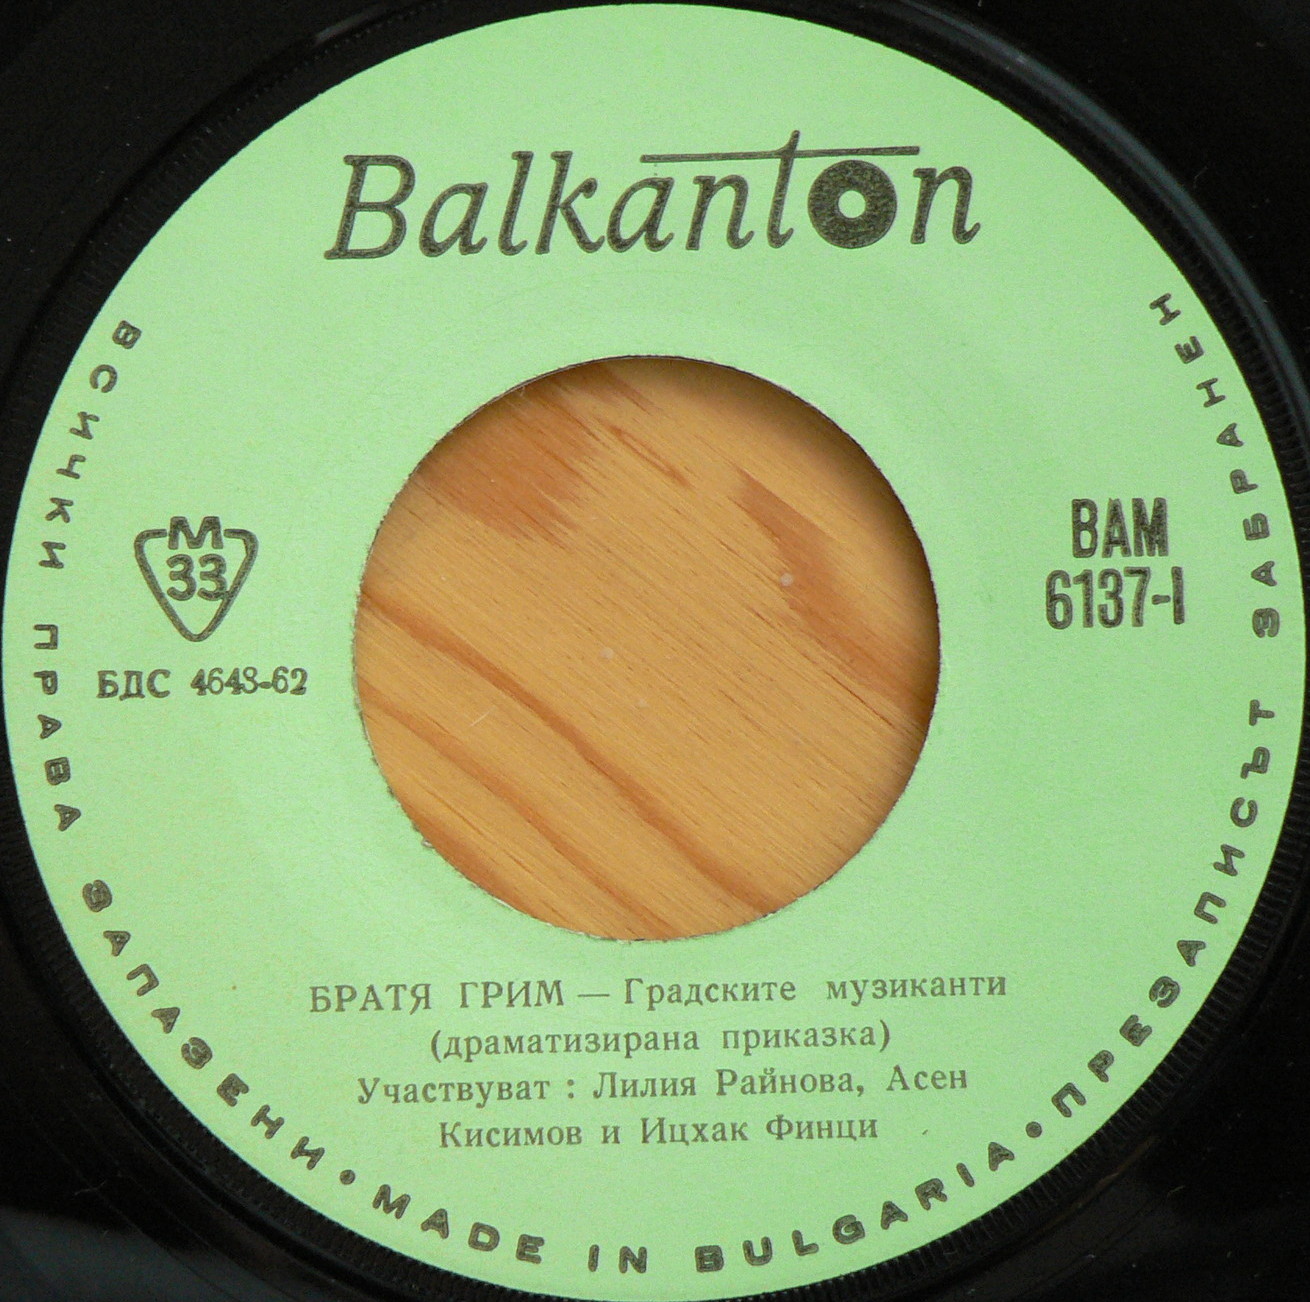 Balkanton
М
33
БДС 4643-62
ВАМ
6137-I
БРАТЯ ГРИМ — Градските музиканти
(драматизирана приказка)
Участвуват : Лилия Райнова, Асен
Кисимов и Ицхак Финци
ВСИЧКИ ПРАВА ЗАПАЗЕНИ • MADE IN BULGARIA • ПРЕЗАПИСЪТ ЗАБРАНЕН